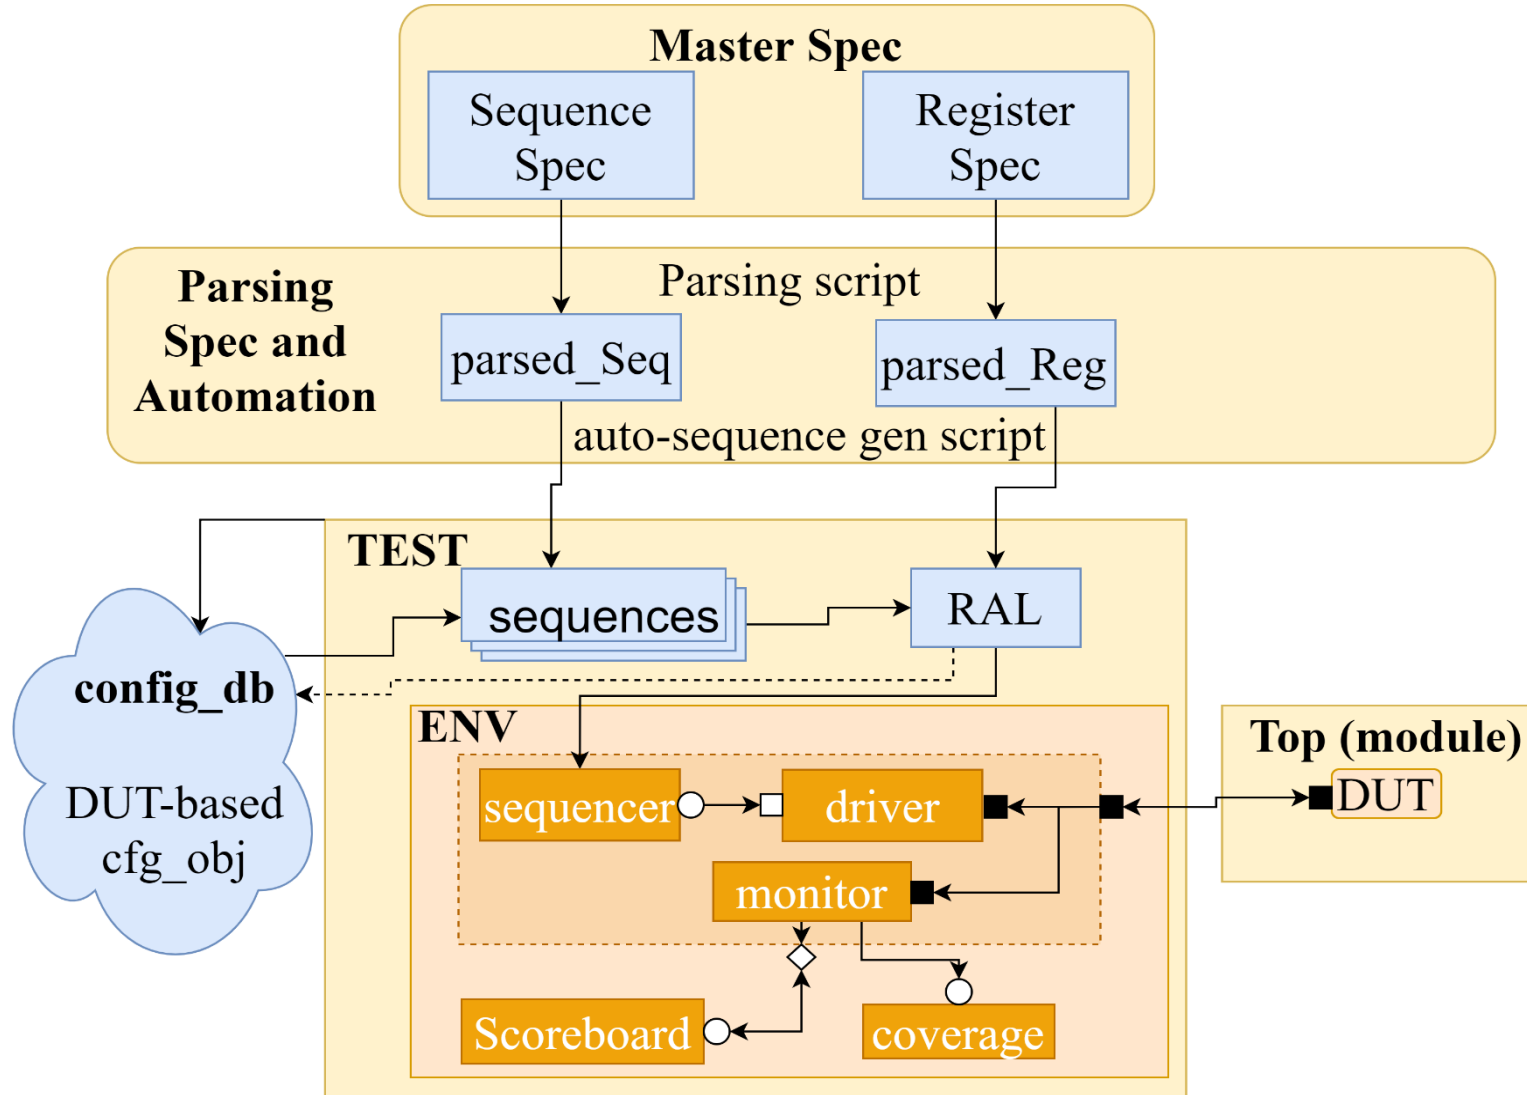 Master Spec
Sequence
Spec
Register
Spec
Parsing
Spec and
Automation
Parsing script
parsed_Seq
parsed_Reg
auto-sequence gen script
TEST
sequences
RAL
config_db
DUT-based
cfg_obj
ENV
sequencer
driver
monitor
Scoreboard
coverage
Top (module)
DUT